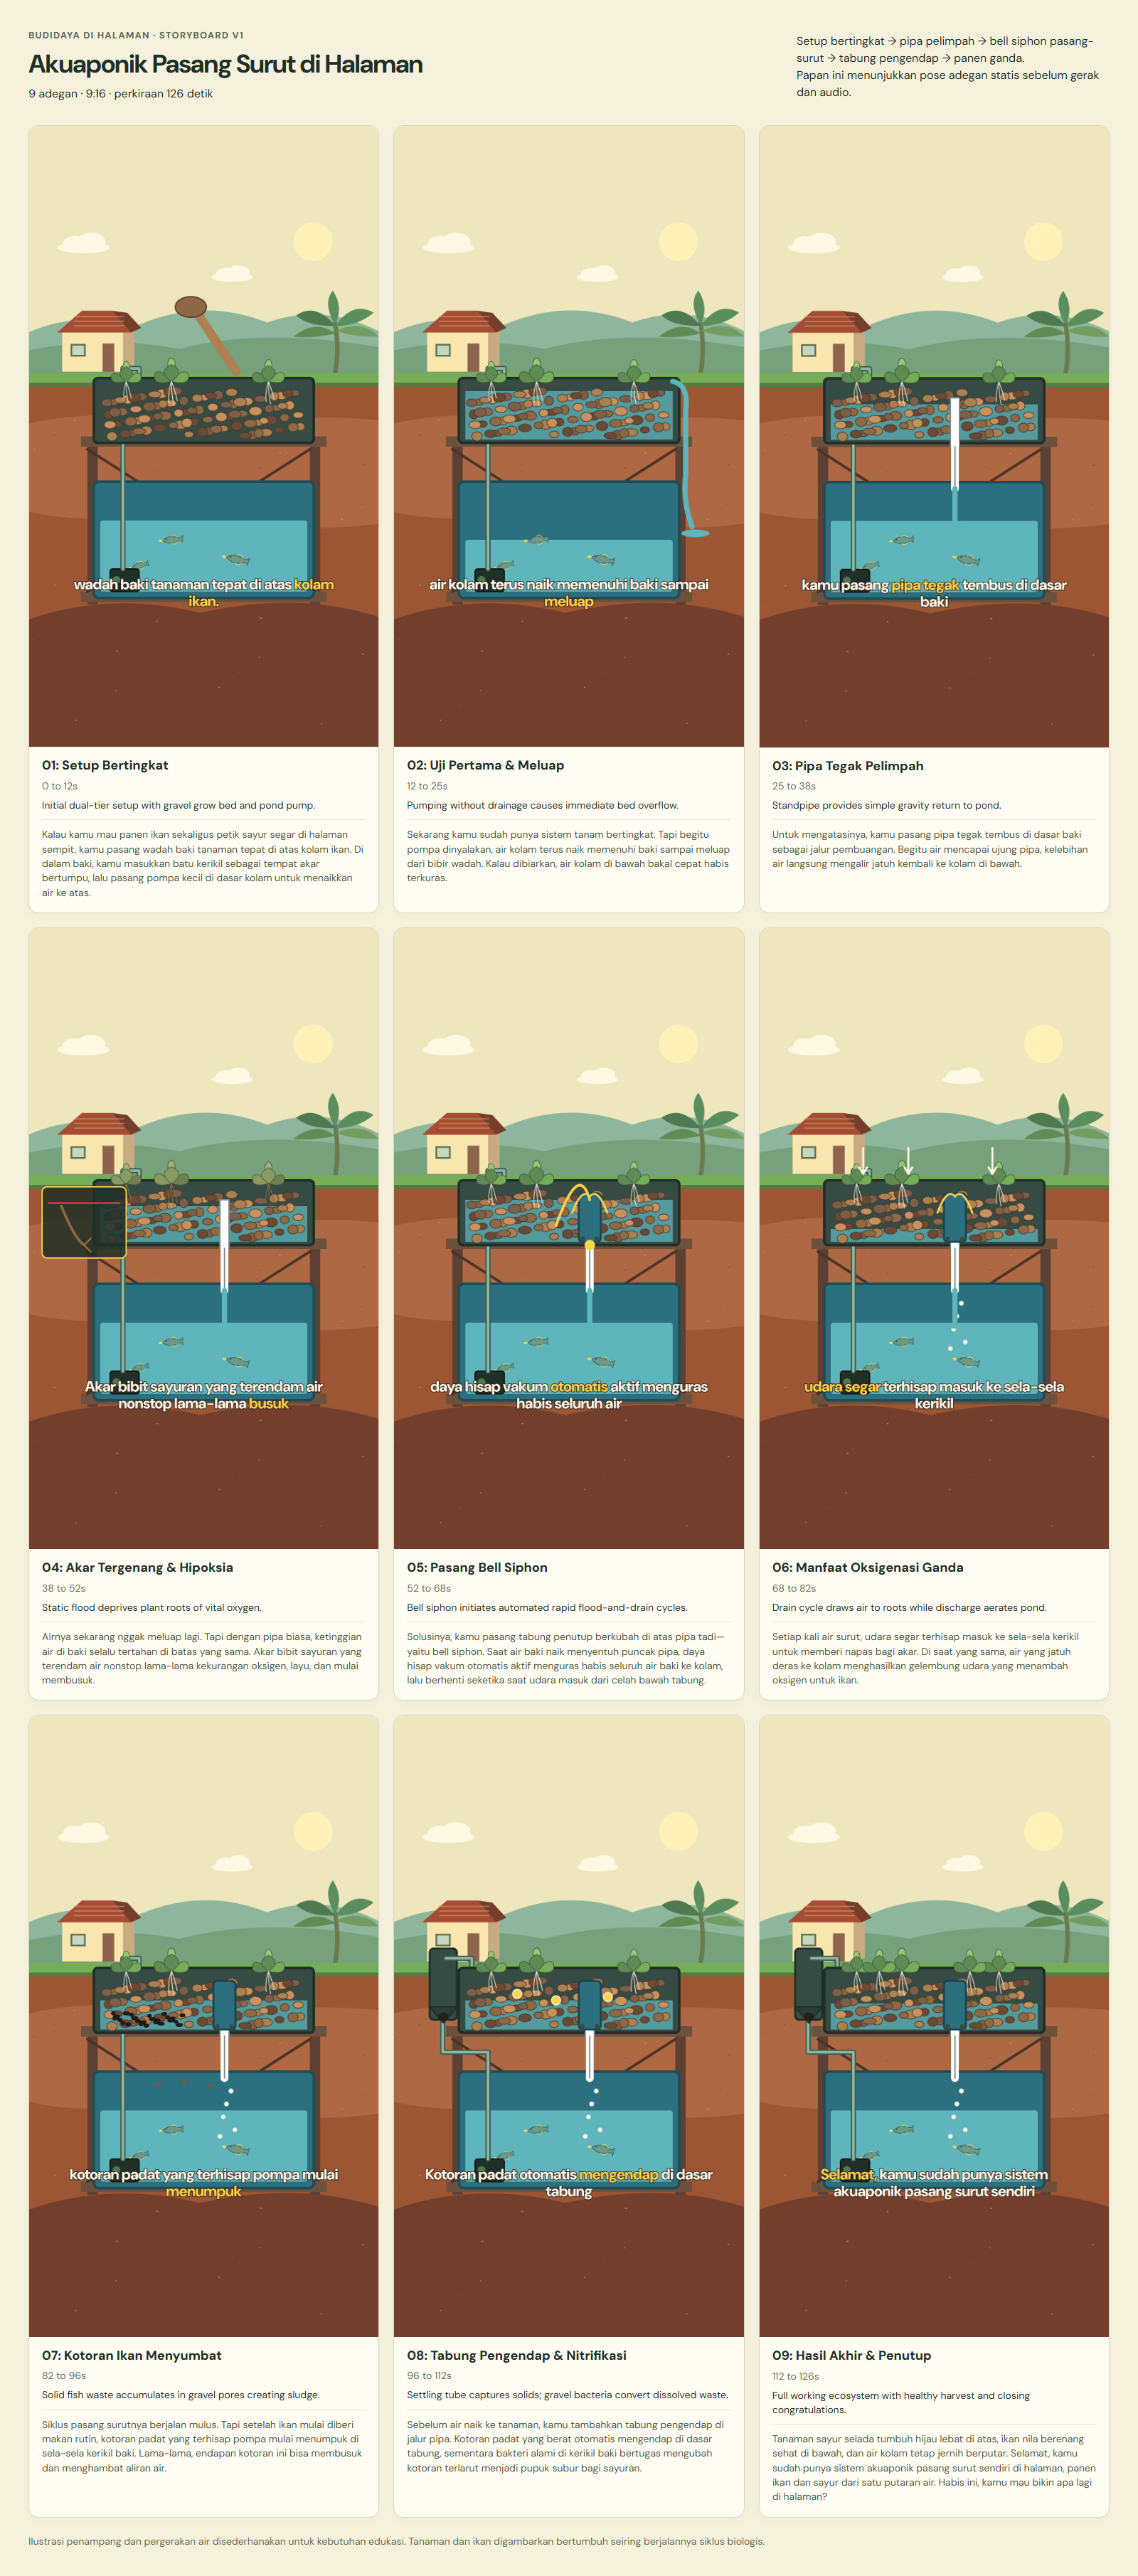 BUDIDAYA DI HALAMAN · STORYBOARD V1
Akuaponik Pasang Surut di Halaman
9 adegan · 9:16 · perkiraan 126 detik
Setup bertingkat → pipa pelimpah → bell siphon pasang-
surut → tabung pengendap → panen ganda.
Papan ini menunjukkan pose adegan statis sebelum gerak
dan audio.
wadah baki tanaman tepat di atas kolam
ikan.
01: Setup Bertingkat
0 to 12s
Initial dual-tier setup with gravel grow bed and pond pump.
Kalau kamu mau panen ikan sekaligus petik sayur segar di halaman
sempit, kamu pasang wadah baki tanaman tepat di atas kolam ikan. Di
dalam baki, kamu masukkan batu kerikil sebagai tempat akar
bertumpu, lalu pasang pompa kecil di dasar kolam untuk menaikkan
air ke atas.
air kolam terus naik memenuhi baki sampai
meluap
02: Uji Pertama & Meluap
12 to 25s
Pumping without drainage causes immediate bed overflow.
Sekarang kamu sudah punya sistem tanam bertingkat. Tapi begitu
pompa dinyalakan, air kolam terus naik memenuhi baki sampai meluap
dari bibir wadah. Kalau dibiarkan, air kolam di bawah bakal cepat habis
terkuras.
kamu pasang pipa tegak tembus di dasar
baki
03: Pipa Tegak Pelimpah
25 to 38s
Standpipe provides simple gravity return to pond.
Untuk mengatasinya, kamu pasang pipa tegak tembus di dasar baki
sebagai jalur pembuangan. Begitu air mencapai ujung pipa, kelebihan
air langsung mengalir jatuh kembali ke kolam di bawah.
Akar bibit sayuran yang terendam air
nonstop lama-lama busuk
04: Akar Tergenang & Hipoksia
38 to 52s
Static flood deprives plant roots of vital oxygen.
Airnya sekarang nggak meluap lagi. Tapi dengan pipa biasa, ketinggian
air di baki selalu tertahan di batas yang sama. Akar bibit sayuran yang
terendam air nonstop lama-lama kekurangan oksigen, layu, dan mulai
membusuk.
daya hisap vakum otomatis aktif menguras
habis seluruh air
05: Pasang Bell Siphon
52 to 68s
Bell siphon initiates automated rapid flood-and-drain cycles.
Solusinya, kamu pasang tabung penutup berkubah di atas pipa tadi—
yaitu bell siphon. Saat air baki naik menyentuh puncak pipa, daya
hisap vakum otomatis aktif menguras habis seluruh air baki ke kolam,
lalu berhenti seketika saat udara masuk dari celah bawah tabung.
udara segar terhisap masuk ke sela-sela
kerikil
06: Manfaat Oksigenasi Ganda
68 to 82s
Drain cycle draws air to roots while discharge aerates pond.
Setiap kali air surut, udara segar terhisap masuk ke sela-sela kerikil
untuk memberi napas bagi akar. Di saat yang sama, air yang jatuh
deras ke kolam menghasilkan gelembung udara yang menambah
oksigen untuk ikan.
kotoran padat yang terhisap pompa mulai
menumpuk
07: Kotoran Ikan Menyumbat
82 to 96s
Solid fish waste accumulates in gravel pores creating sludge.
Siklus pasang surutnya berjalan mulus. Tapi setelah ikan mulai diberi
makan rutin, kotoran padat yang terhisap pompa mulai menumpuk di
sela-sela kerikil baki. Lama-lama, endapan kotoran ini bisa membusuk
dan menghambat aliran air.
Kotoran padat otomatis mengendap di dasar
tabung
08: Tabung Pengendap & Nitrifikasi
96 to 112s
Settling tube captures solids; gravel bacteria convert dissolved waste.
Sebelum air naik ke tanaman, kamu tambahkan tabung pengendap di
jalur pipa. Kotoran padat yang berat otomatis mengendap di dasar
tabung, sementara bakteri alami di kerikil baki bertugas mengubah
kotoran terlarut menjadi pupuk subur bagi sayuran.
Selamat, kamu sudah punya sistem
akuaponik pasang surut sendiri
09: Hasil Akhir & Penutup
112 to 126s
Full working ecosystem with healthy harvest and closing
congratulations.
Tanaman sayur selada tumbuh hijau lebat di atas, ikan nila berenang
sehat di bawah, dan air kolam tetap jernih berputar. Selamat, kamu
sudah punya sistem akuaponik pasang surut sendiri di halaman, panen
ikan dan sayur dari satu putaran air. Habis ini, kamu mau bikin apa lagi
di halaman?
Ilustrasi penampang dan pergerakan air disederhanakan untuk kebutuhan edukasi. Tanaman dan ikan digambarkan bertumbuh seiring berjalannya siklus biologis.